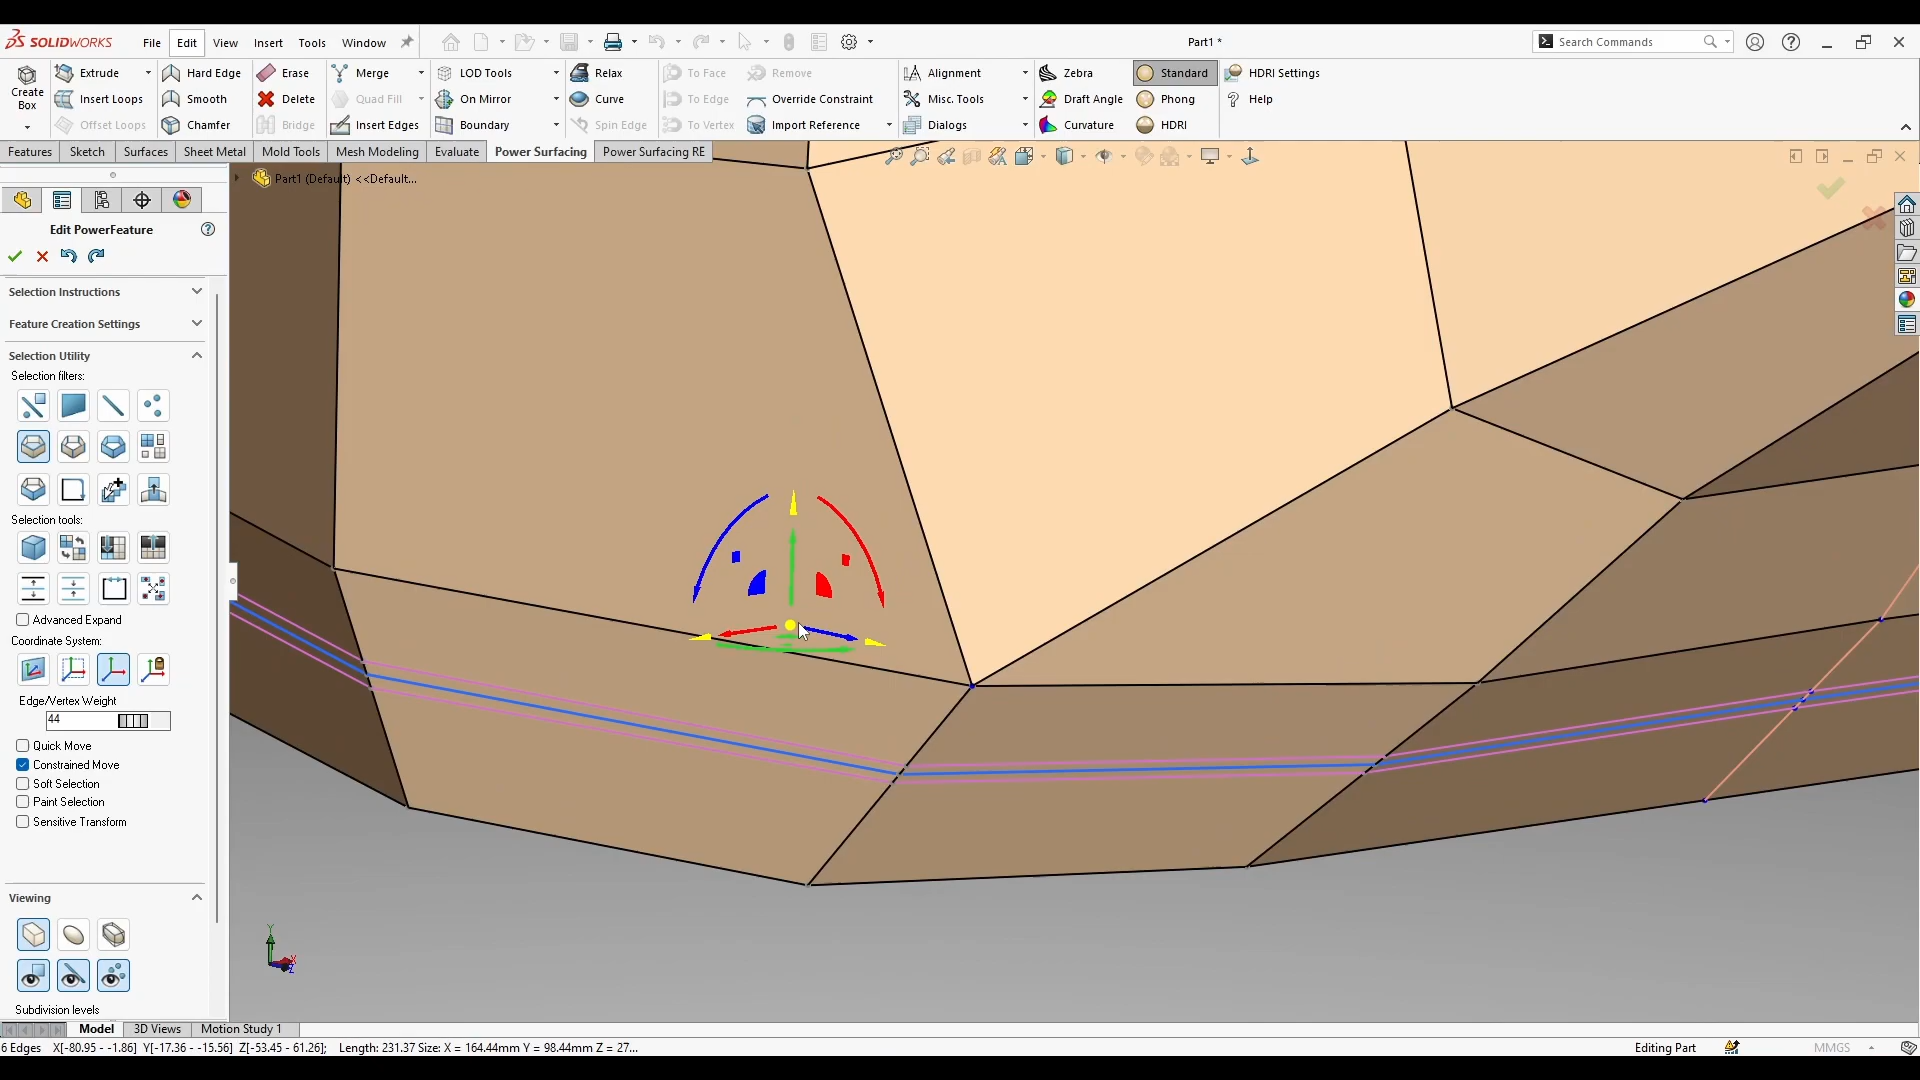 SOLIDWORKS File Edit View Insert Tools Window Part1 * Search Commands
Create Box
Extrude Hard Edge Erase Merge LOD Tools Relax To Face Remove Alignment Zebra Standard HDRI Settings
Insert Loops Smooth Delete Quad Fill On Mirror Curve To Edge Override Constraint Misc. Tools Draft Angle Phong Help
Offset Loops Chamfer Bridge Insert Edges Boundary Spin Edge To Vertex Import Reference Dialogs Curvature HDRI
Features Sketch Surfaces Sheet Metal Mold Tools Mesh Modeling Evaluate Power Surfacing Power Surfacing RE
Part1 (Default) <<Default...
Edit PowerFeature
Selection Instructions
Feature Creation Settings
Selection Utility
Selection filters:
Selection tools:
Advanced Expand
Coordinate System:
Edge/Vertex Weight
44
Quick Move
Constrained Move
Soft Selection
Paint Selection
Sensitive Transform
Viewing
Y
X
Z
Subdivision levels
Model 3D Views Motion Study 1
6 Edges X[-80.95 - -1.86] Y[-17.36 - -15.56] Z[-53.45 - 61.26]; Length: 231.37 Size: X = 164.44mm Y = 98.44mm Z = 27... Editing Part MMGS